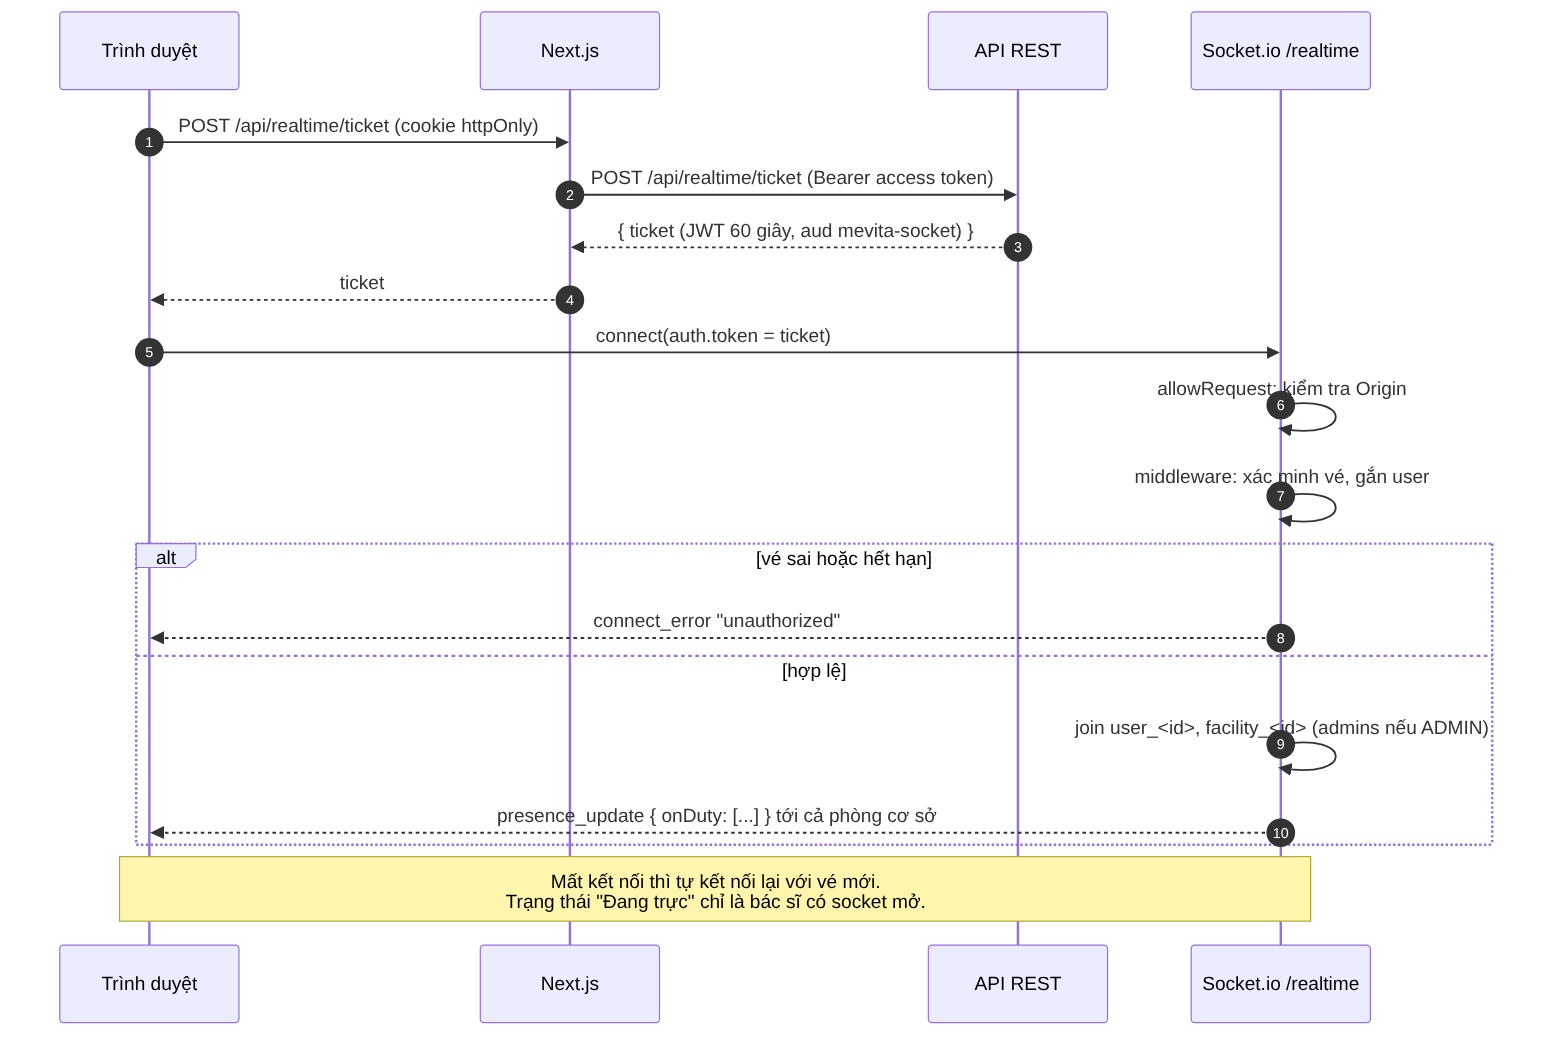 Trình duyệt
Next.js
API REST
Socket.io /realtime
POST /api/realtime/ticket (cookie httpOnly)
1
POST /api/realtime/ticket (Bearer access token)
2
{ ticket (JWT 60 giây, aud mevita-socket) }
3
ticket
4
connect(auth.token = ticket)
5
allowRequest: kiểm tra Origin
6
middleware: xác minh vé, gắn user
7
alt
[vé sai hoặc hết hạn]
connect_error "unauthorized"
8
[hợp lệ]
join user_<id>, facility_<id> (admins nếu ADMIN)
9
presence_update { onDuty: [...] } tới cả phòng cơ sở
10
Mất kết nối thì tự kết nối lại với vé mới.
Trạng thái "Đang trực" chỉ là bác sĩ có socket mở.
Trình duyệt
Next.js
API REST
Socket.io /realtime